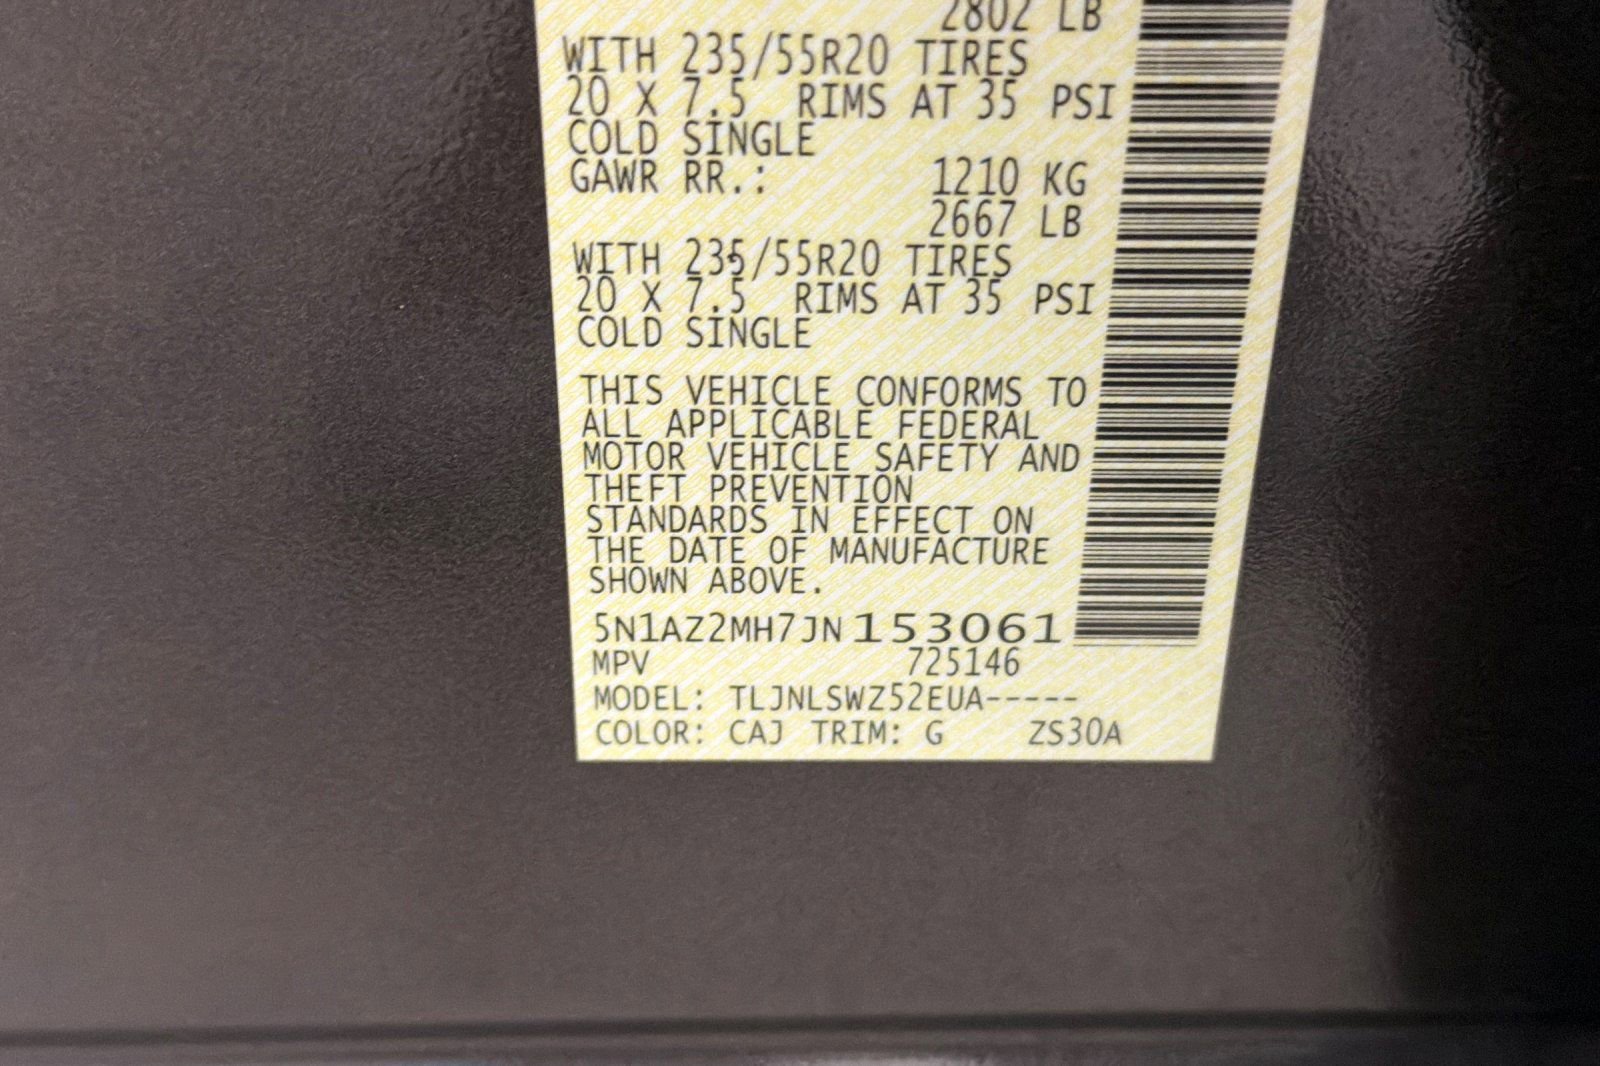 2802 LB
WITH 235/55R20 TIRES
20 X 7.5 RIMS AT 35 PSI
COLD SINGLE
GAWR RR.: 1210 KG
2667 LB
WITH 235/55R20 TIRES
20 X 7.5 RIMS AT 35 PSI
COLD SINGLE
THIS VEHICLE CONFORMS TO
ALL APPLICABLE FEDERAL
MOTOR VEHICLE SAFETY AND
THEFT PREVENTION
STANDARDS IN EFFECT ON
THE DATE OF MANUFACTURE
SHOWN ABOVE.
5N1AZ2MH7JN153061
MPV 725146
MODEL: TLJNLSWZ52EUA-----
COLOR: CAJ TRIM: G ZS30A